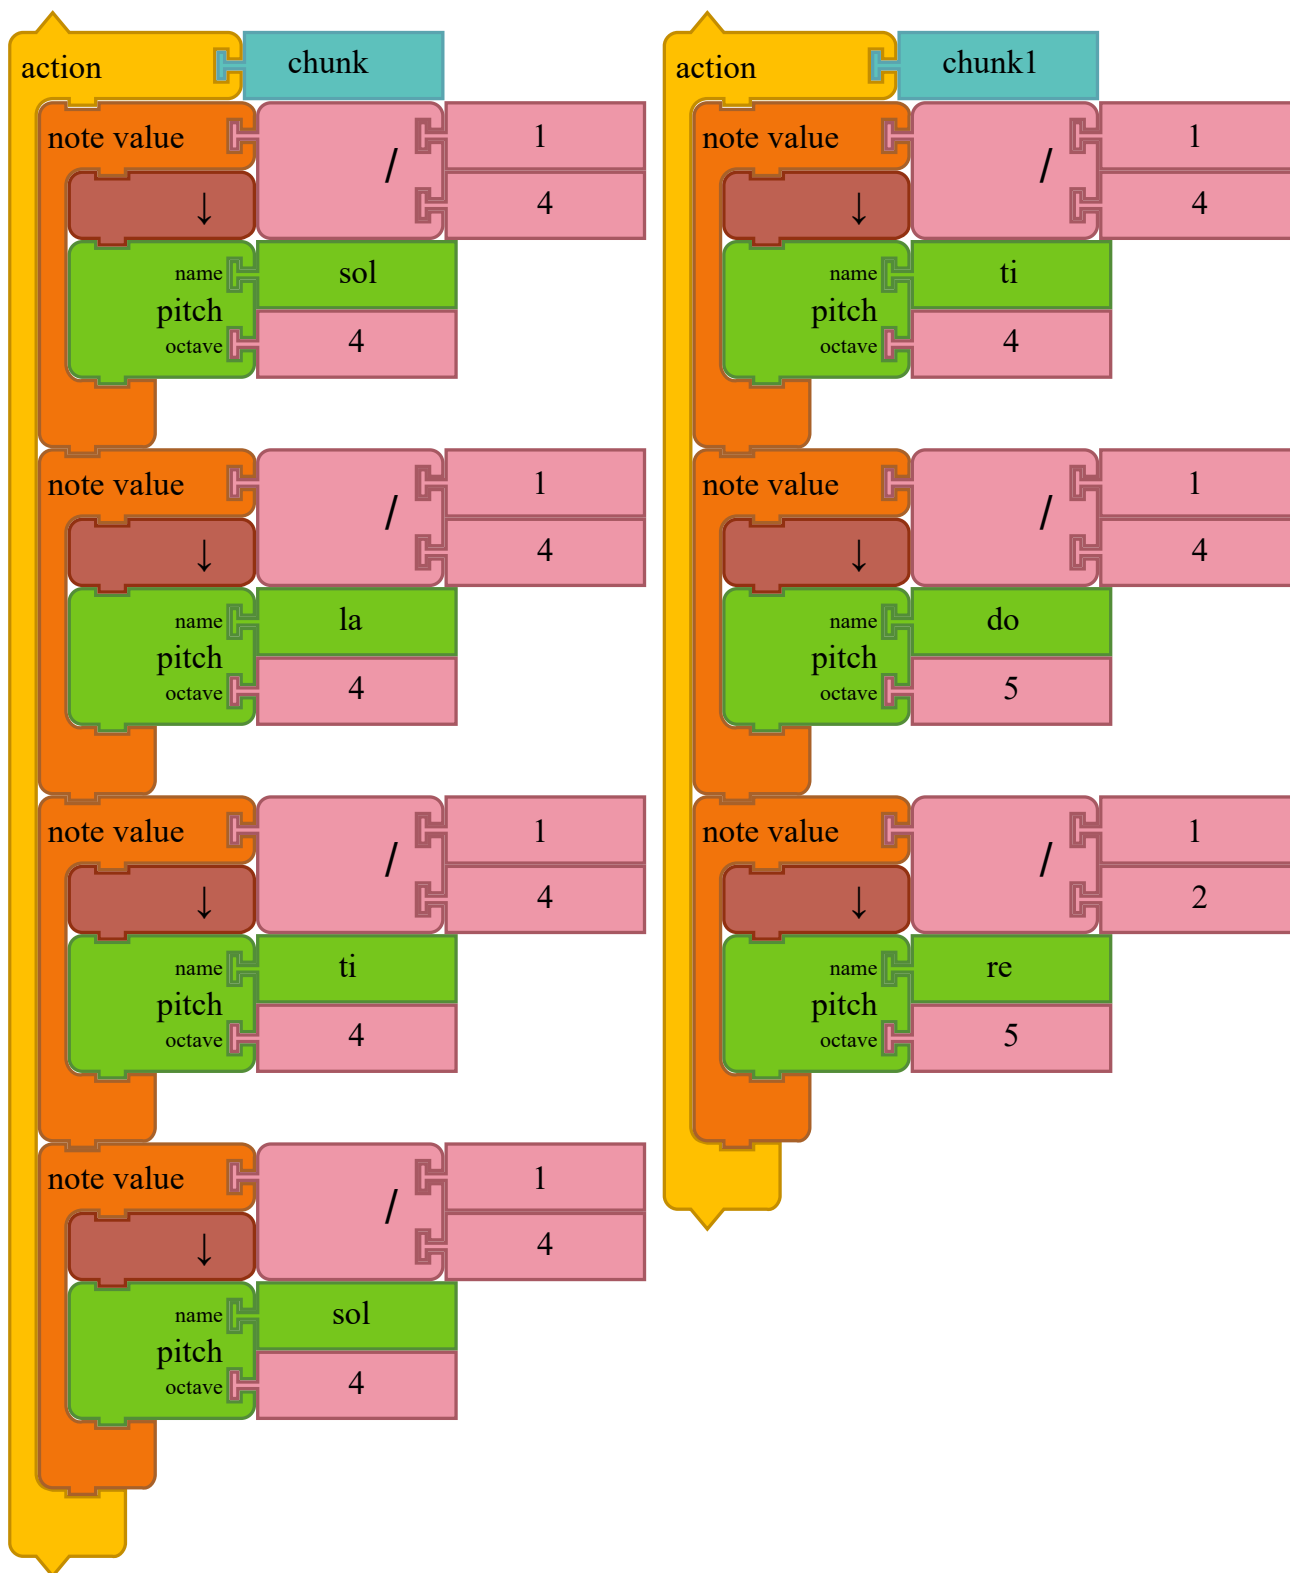 action chunk
note value / 1
↓ 4
name sol
pitch
octave 4
note value / 1
↓ 4
name la
pitch
octave 4
note value / 1
↓ 4
name ti
pitch
octave 4
note value / 1
↓ 4
name sol
pitch
octave 4
action chunk1
note value / 1
↓ 4
name ti
pitch
octave 4
note value / 1
↓ 4
name do
pitch
octave 5
note value / 1
↓ 2
name re
pitch
octave 5